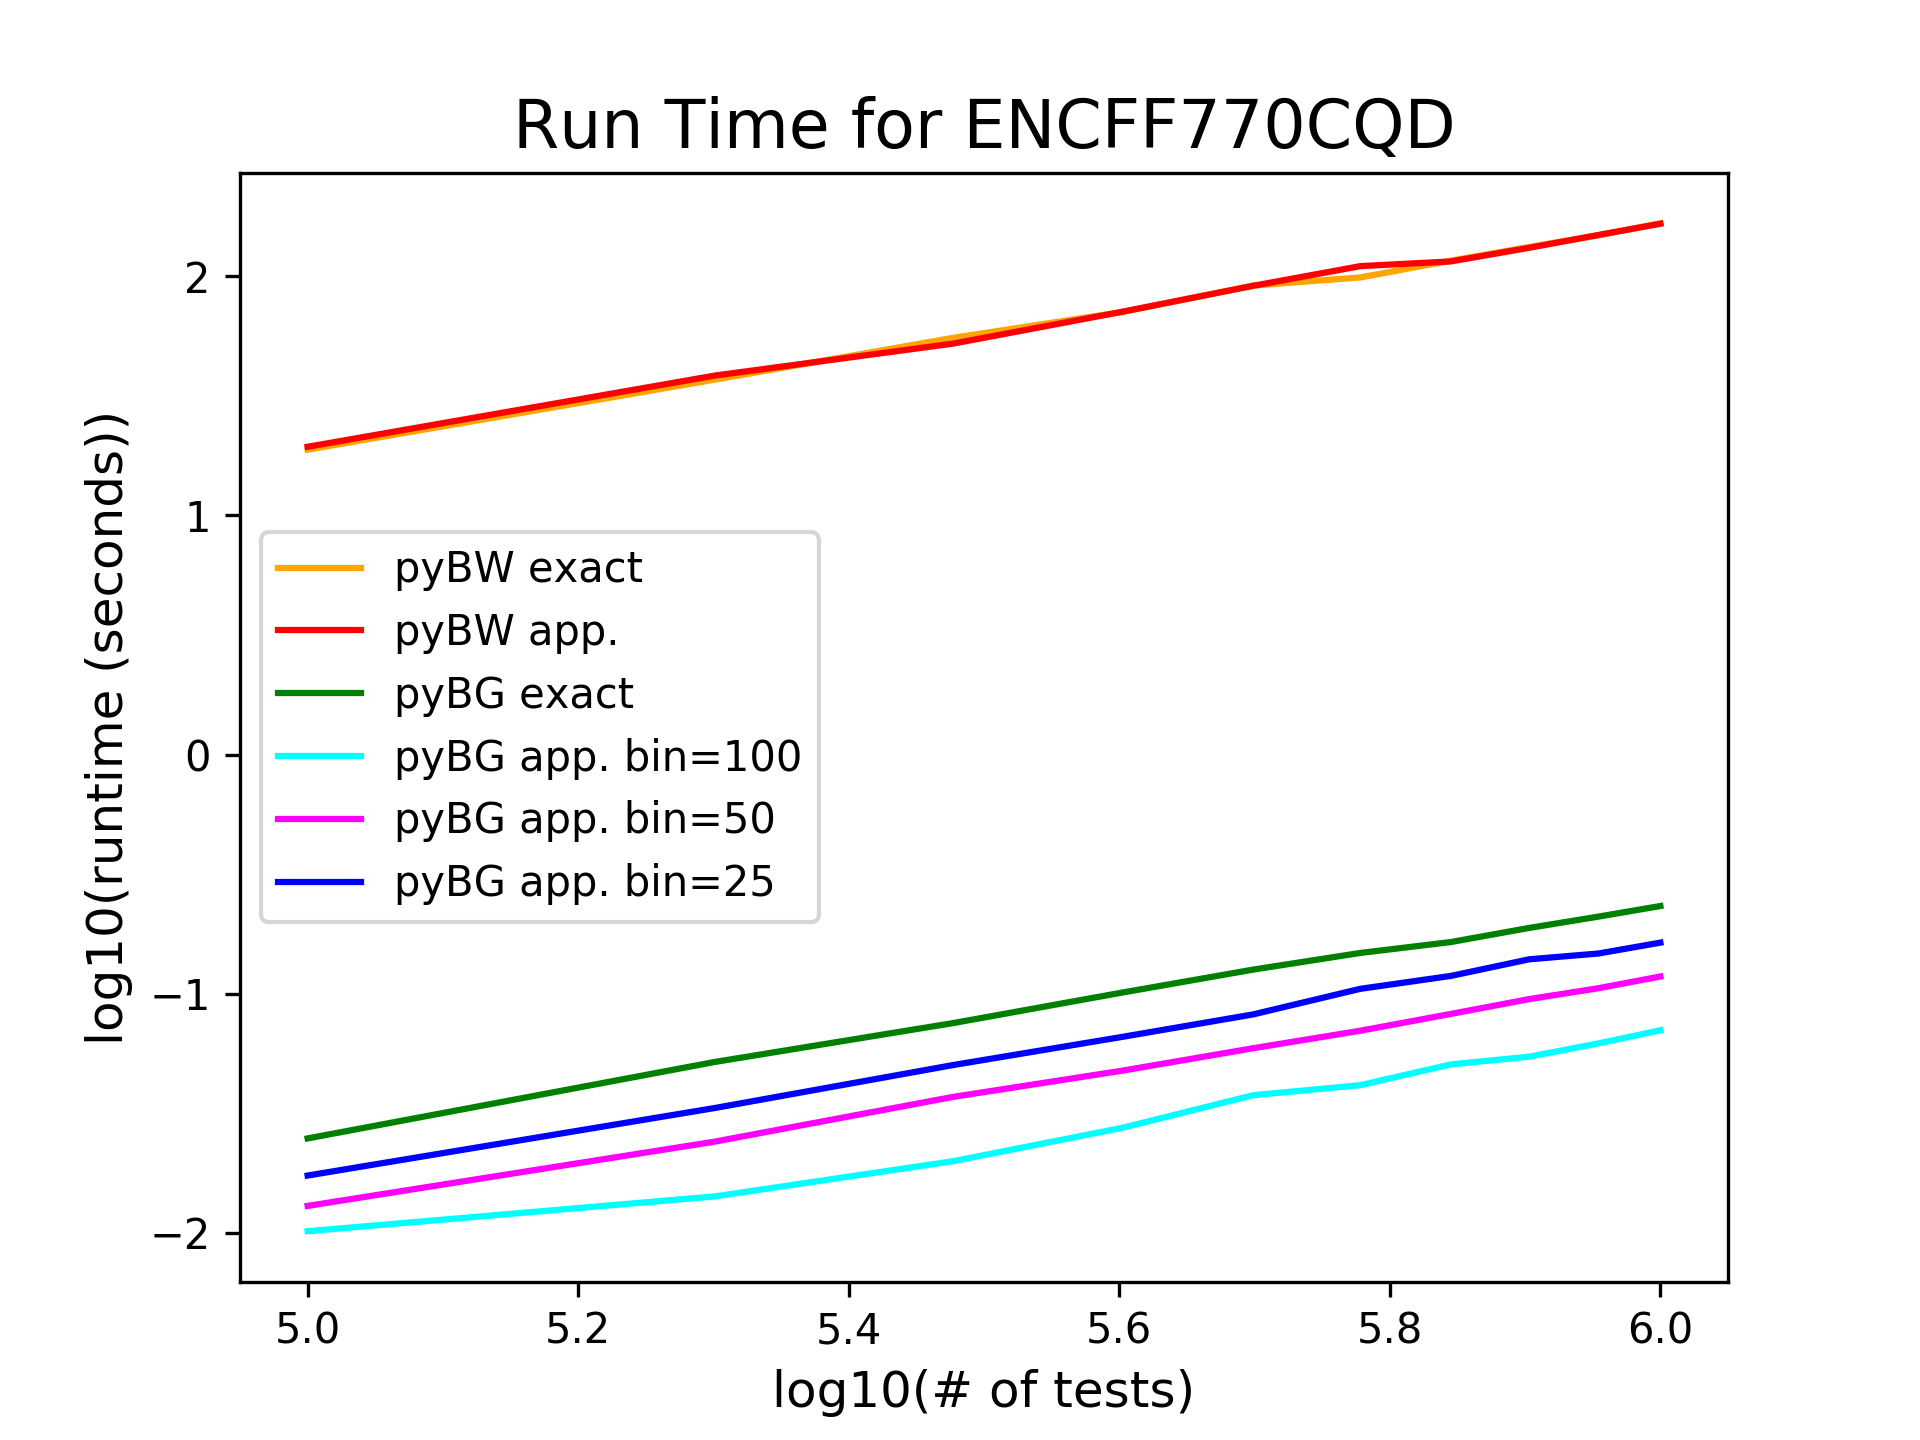 Run Time for ENCFF770CQD
log10(runtime (seconds))
2
1
0
−1
−2
pyBW exact
pyBW app.
pyBG exact
pyBG app. bin=100
pyBG app. bin=50
pyBG app. bin=25
5.0 5.2 5.4 5.6 5.8 6.0
log10(# of tests)